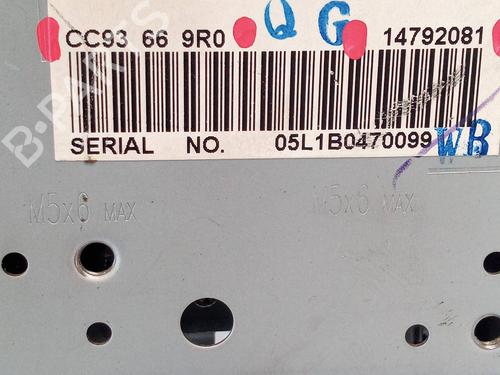 Q G
CC93 66 9R0 14792081
SERIAL NO. 05L1B0470099
WB
M5x6 MAX M5x6 MAX
B-PARTS